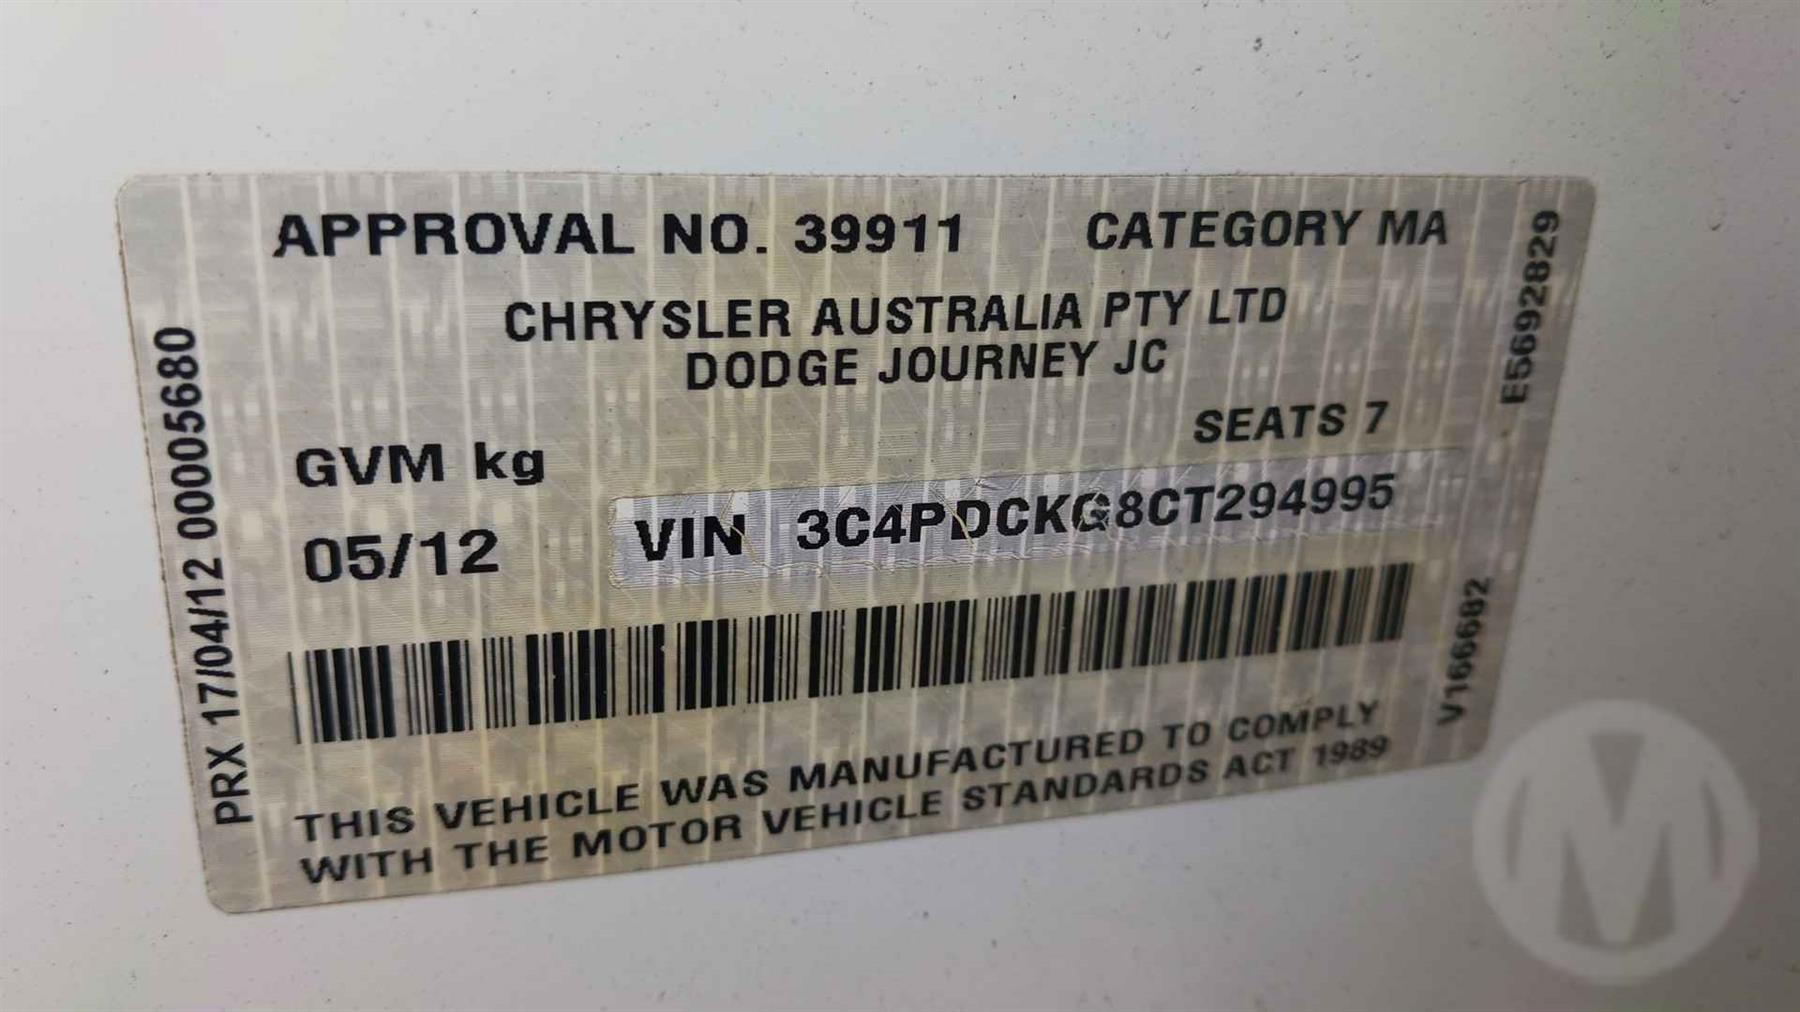 APPROVAL NO. 39911 CATEGORY MA
CHRYSLER AUSTRALIA PTY LTD
DODGE JOURNEY JC
SEATS 7
GVM kg
05/12 VIN 3C4PDCKG8CT294995
THIS VEHICLE WAS MANUFACTURED TO COMPLY
WITH THE MOTOR VEHICLE STANDARDS ACT 1989
PRX 17/04/12 00005680
E5692829
V166682
M